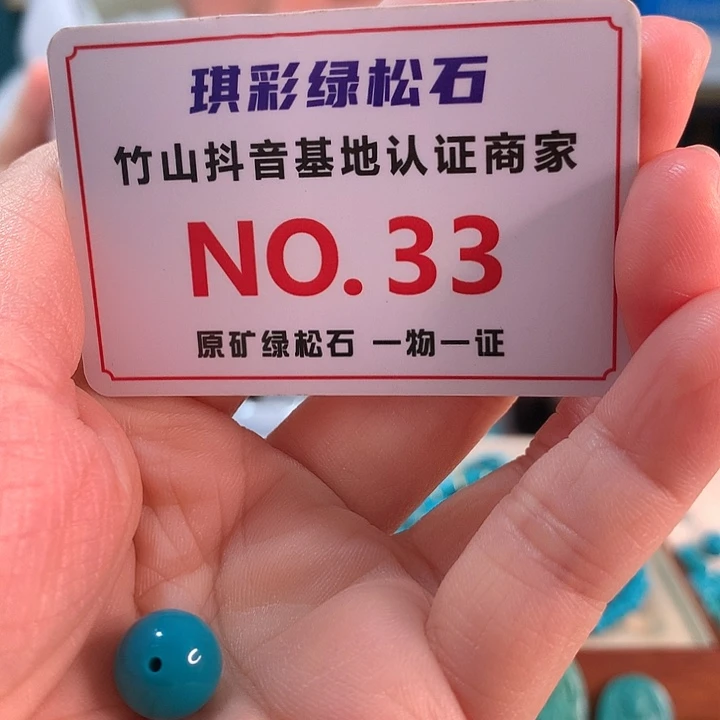 琪彩绿松石
竹山抖音基地认证商家
NO.33
原矿绿松石 一物一证